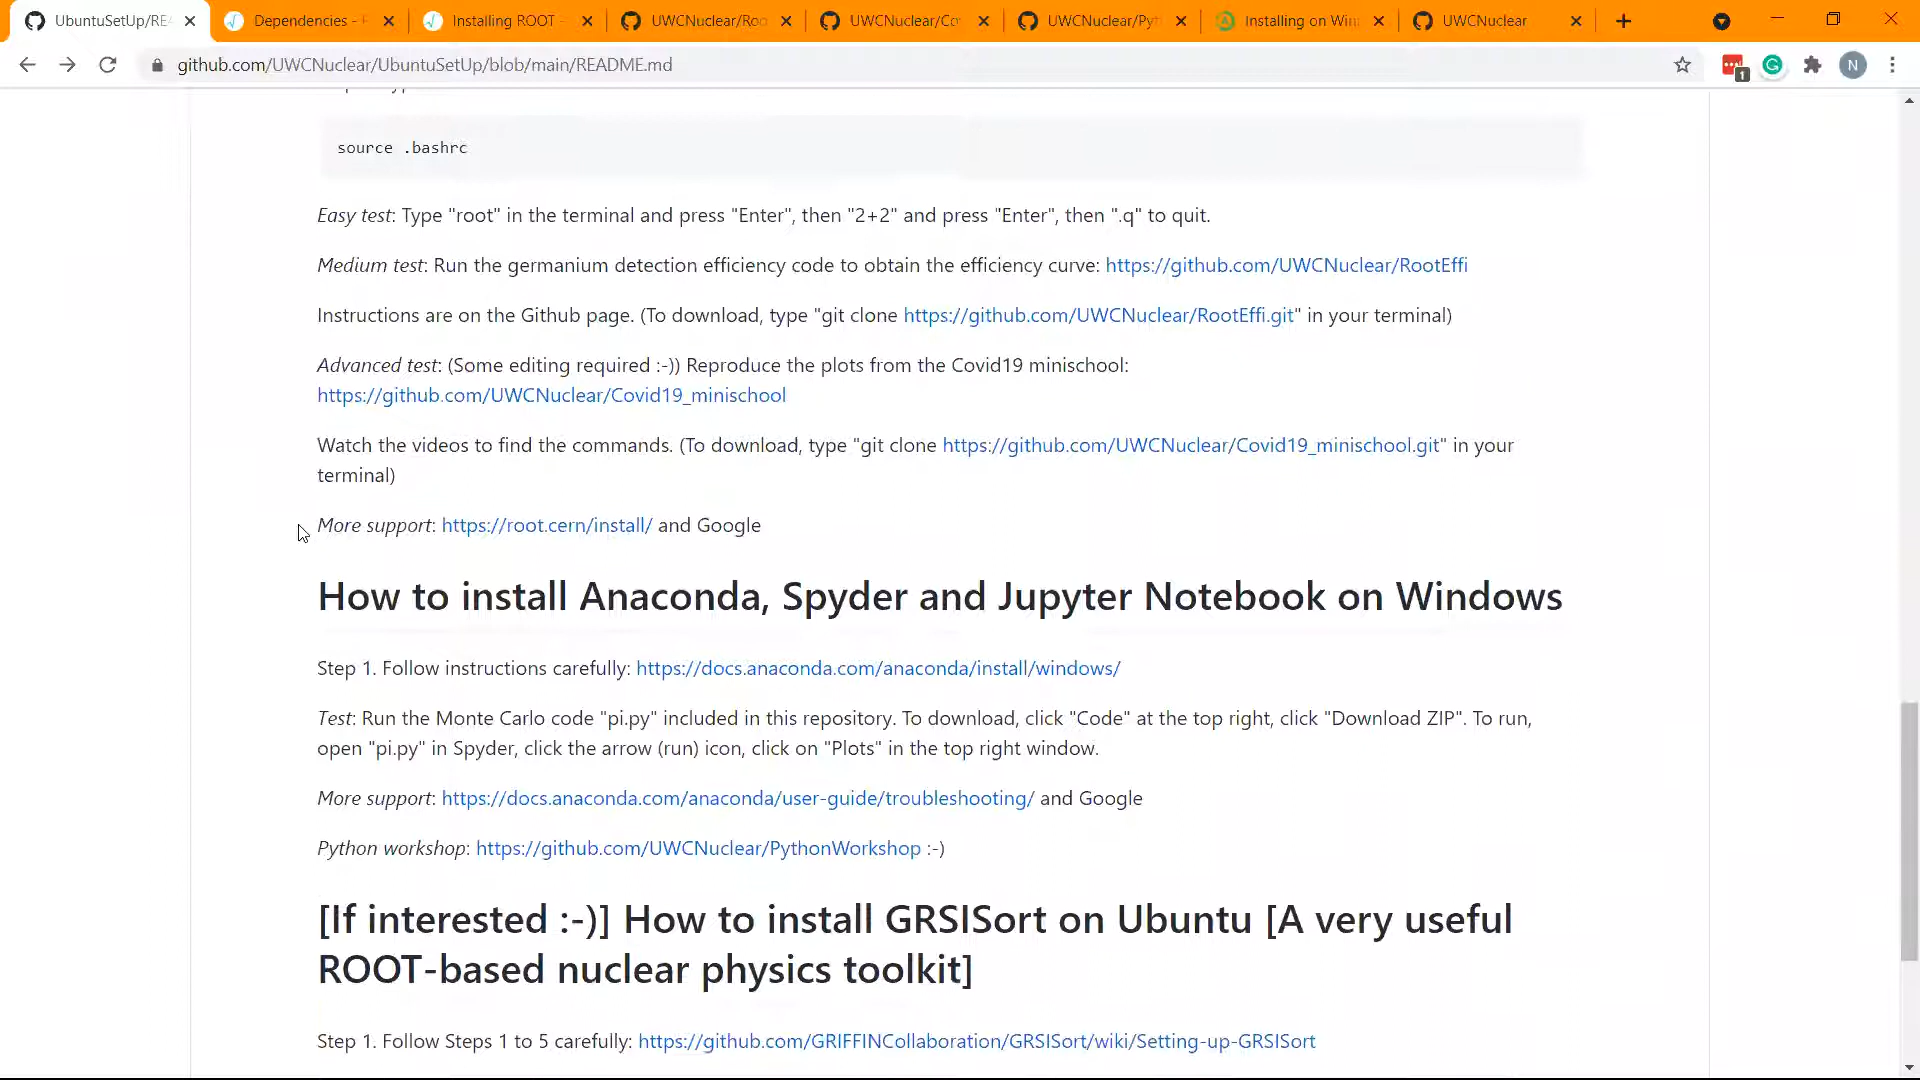 UbuntuSetUp/REA
Dependencies -
Installing ROOT -
UWCNuclear/Roo
UWCNuclear/Cov
UWCNuclear/Pyt
Installing on Win
UWCNuclear
github.com/UWCNuclear/UbuntuSetUp/blob/main/README.md
1
N
source .bashrc
Easy test: Type "root" in the terminal and press "Enter", then "2+2" and press "Enter", then ".q" to quit.
Medium test: Run the germanium detection efficiency code to obtain the efficiency curve: https://github.com/UWCNuclear/RootEffi
Instructions are on the Github page. (To download, type "git clone https://github.com/UWCNuclear/RootEffi.git" in your terminal)
Advanced test: (Some editing required :-)) Reproduce the plots from the Covid19 minischool:
https://github.com/UWCNuclear/Covid19_minischool
Watch the videos to find the commands. (To download, type "git clone https://github.com/UWCNuclear/Covid19_minischool.git" in your
terminal)
More support: https://root.cern/install/ and Google
How to install Anaconda, Spyder and Jupyter Notebook on Windows
Step 1. Follow instructions carefully: https://docs.anaconda.com/anaconda/install/windows/
Test: Run the Monte Carlo code "pi.py" included in this repository. To download, click "Code" at the top right, click "Download ZIP". To run,
open "pi.py" in Spyder, click the arrow (run) icon, click on "Plots" in the top right window.
More support: https://docs.anaconda.com/anaconda/user-guide/troubleshooting/ and Google
Python workshop: https://github.com/UWCNuclear/PythonWorkshop :-)
[If interested :-)] How to install GRSISort on Ubuntu [A very useful
ROOT-based nuclear physics toolkit]
Step 1. Follow Steps 1 to 5 carefully: https://github.com/GRIFFINCollaboration/GRSISort/wiki/Setting-up-GRSISort